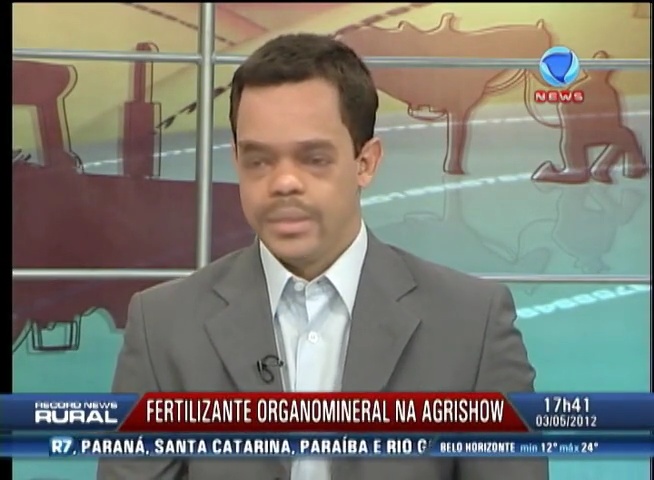 NEWS
RECORD NEWS
RURAL
FERTILIZANTE ORGANOMINERAL NA AGRISHOW
17h41
03/05/2012
R7, PARANÁ, SANTA CATARINA, PARAÍBA E RIO G
BELO HORIZONTE min 12° máx 24°